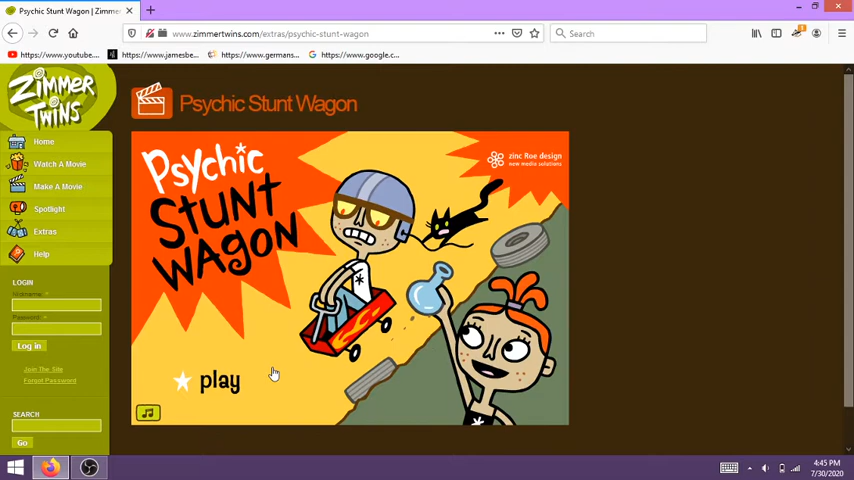 Psychic Stunt Wagon | Zimmer
www.zimmertwins.com/extras/psychic-stunt-wagon
Search
https://www.youtube....
https://www.jamesbe...
https://www.germans...
https://www.google.c...
ZIMMER
TWINS
Home
Watch A Movie
Make A Movie
Spotlight
Extras
Help
LOGIN
Nickname: *
Password: *
Log in
Join The Site
Forgot Password
SEARCH
Go
Psychic Stunt Wagon
Psychic
Stunt
Wagon
zinc Roe design
new media solutions
play
4:45 PM
7/30/2020